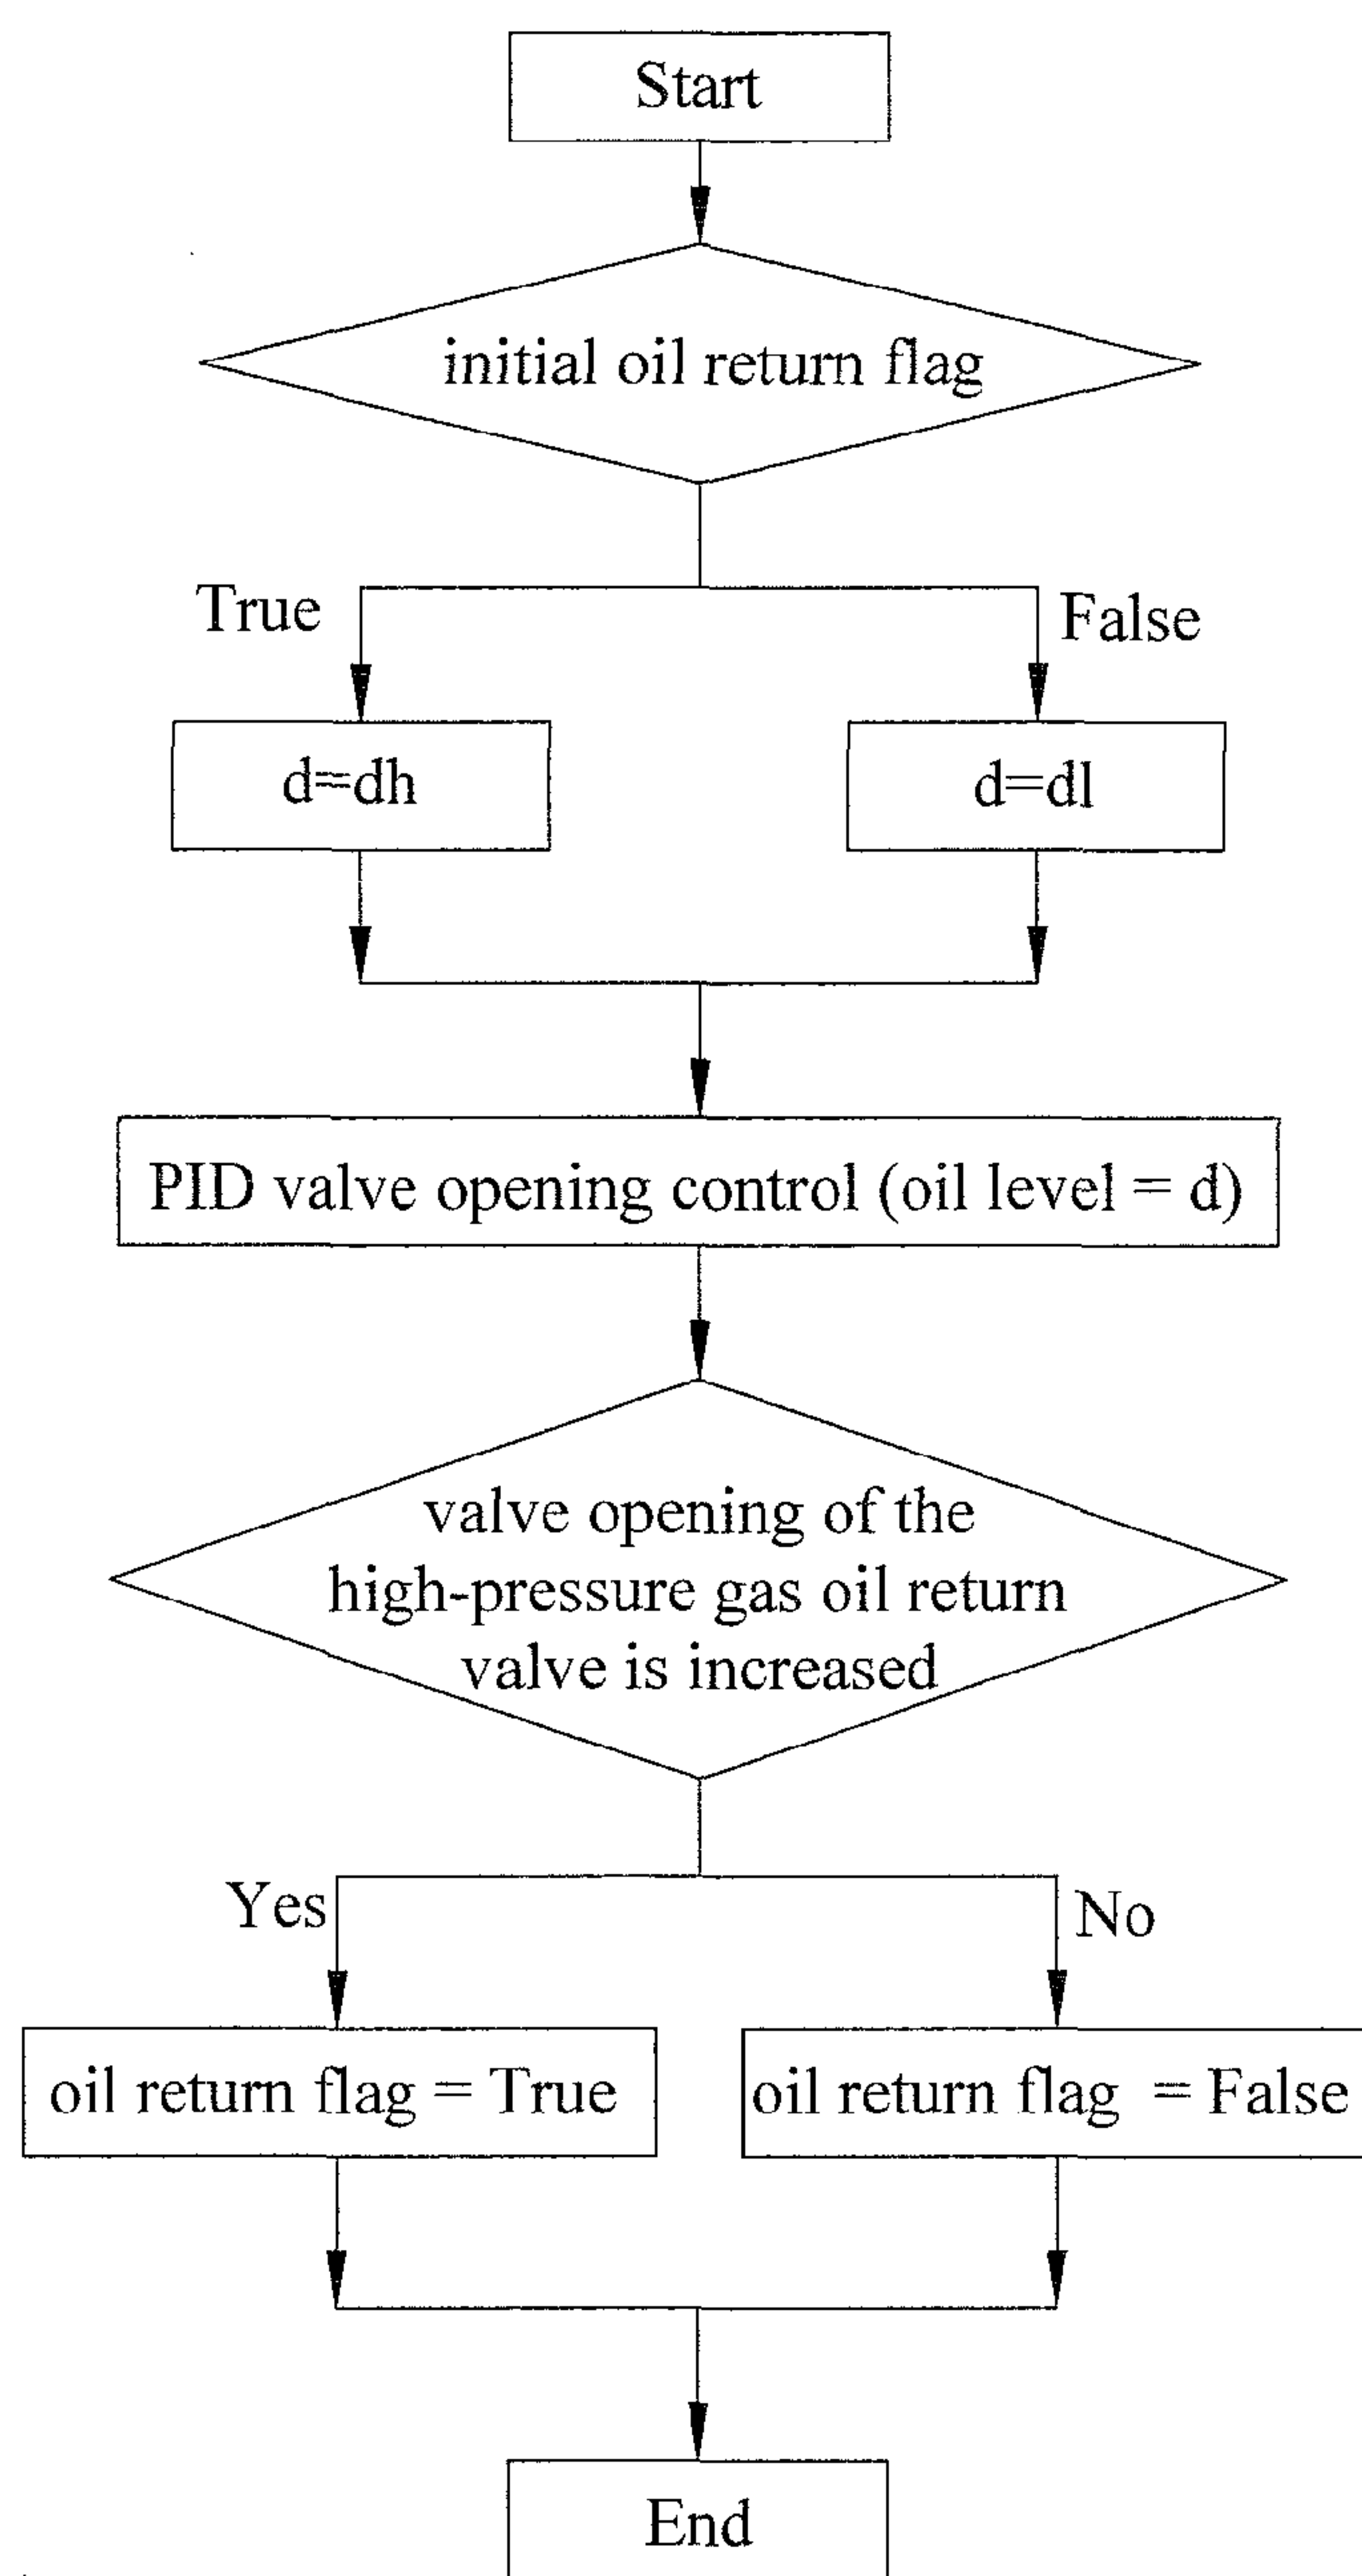 Start
initial oil return flag
True
False
d=dh
d=dl
PID valve opening control (oil level = d)
valve opening of the
high-pressure gas oil return
valve is increased
Yes
No
oil return flag = True
oil return flag = False
End